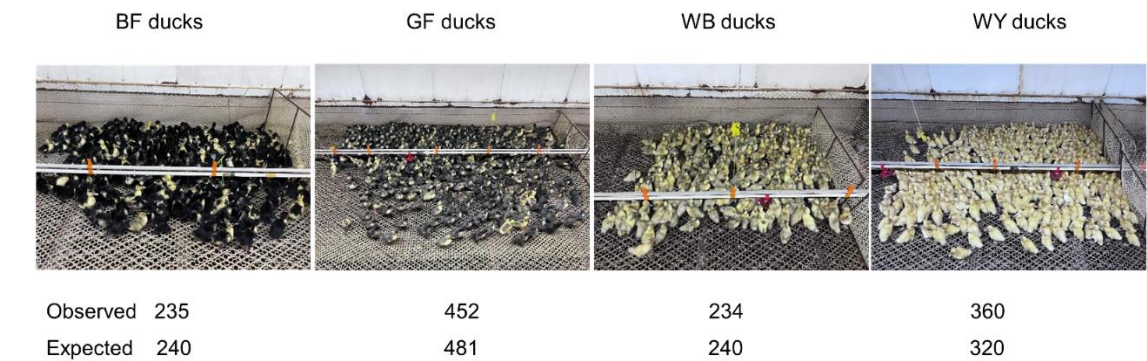 BF ducks GF ducks WB ducks WY ducks
Observed 235 452 234 360
Expected 240 481 240 320